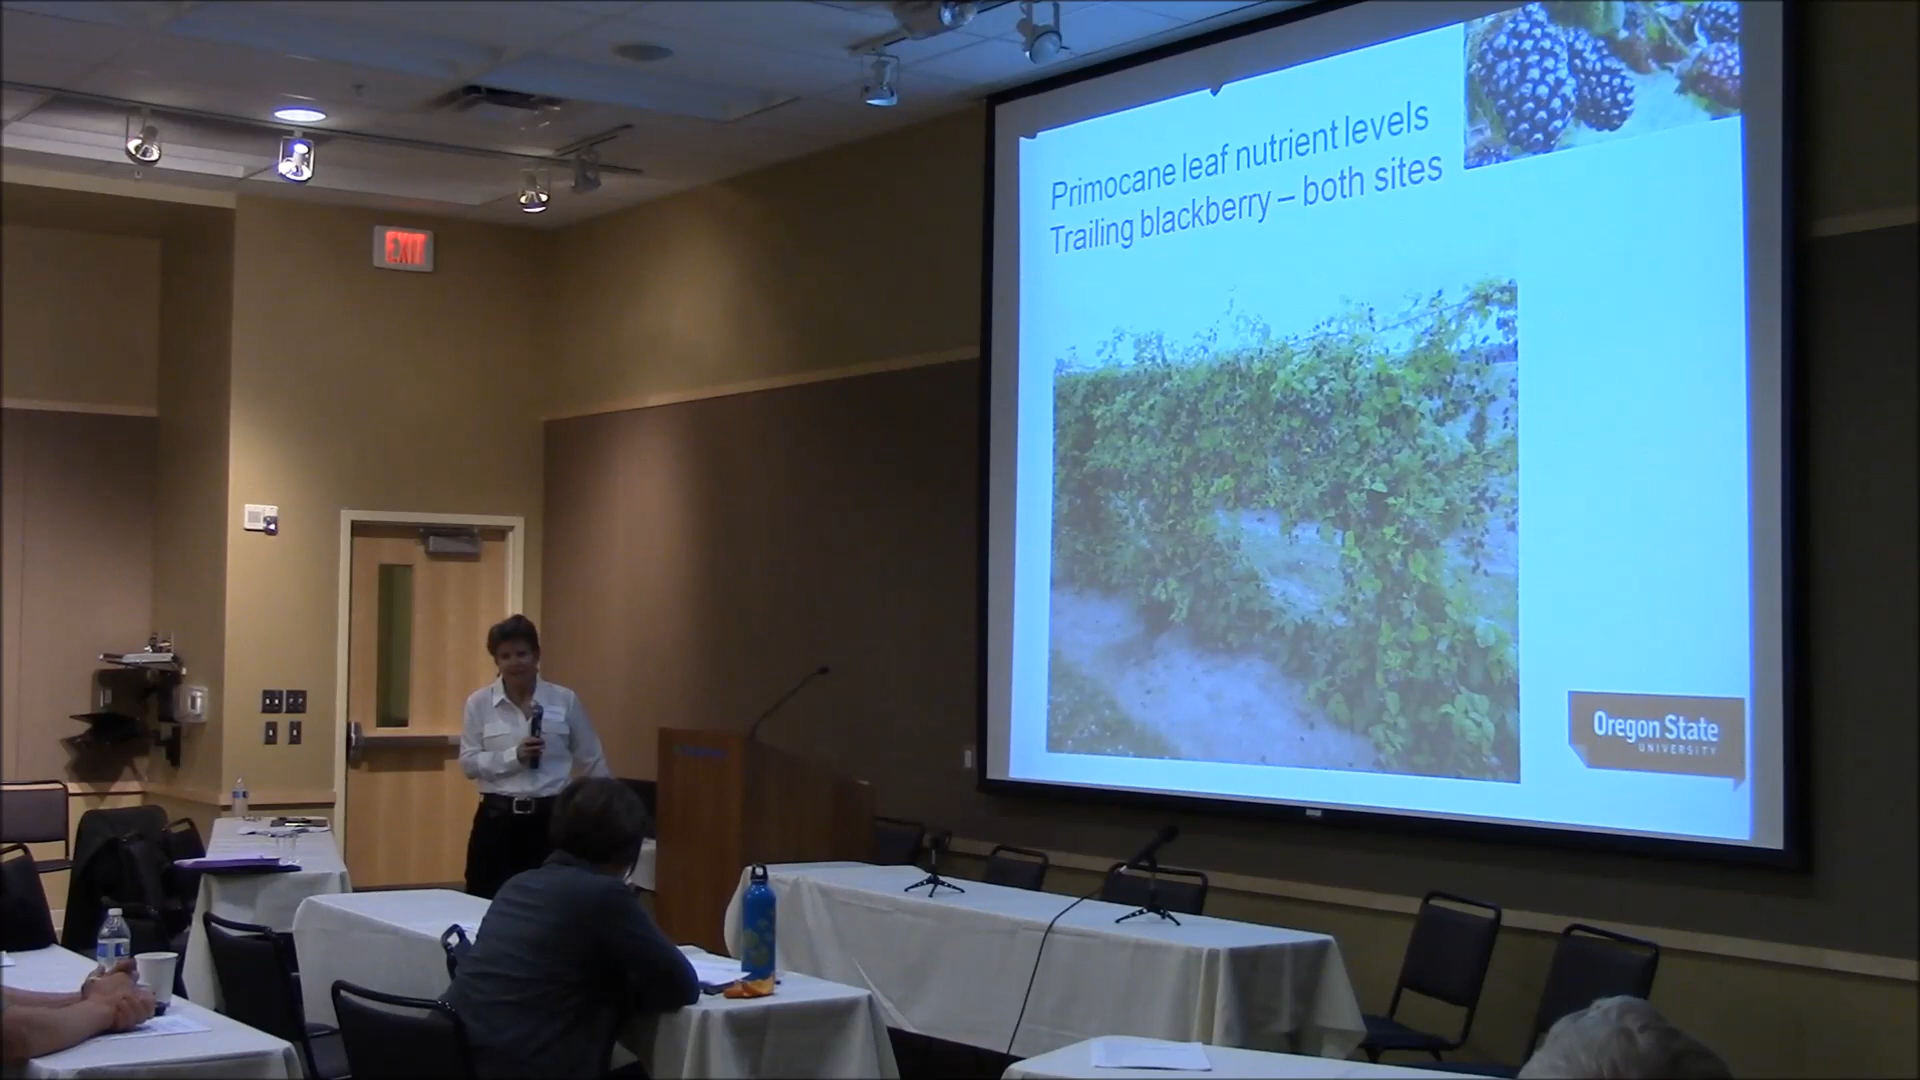 EXIT
Primocane leaf nutrient levels
Trailing blackberry – both sites
Oregon State
UNIVERSITY